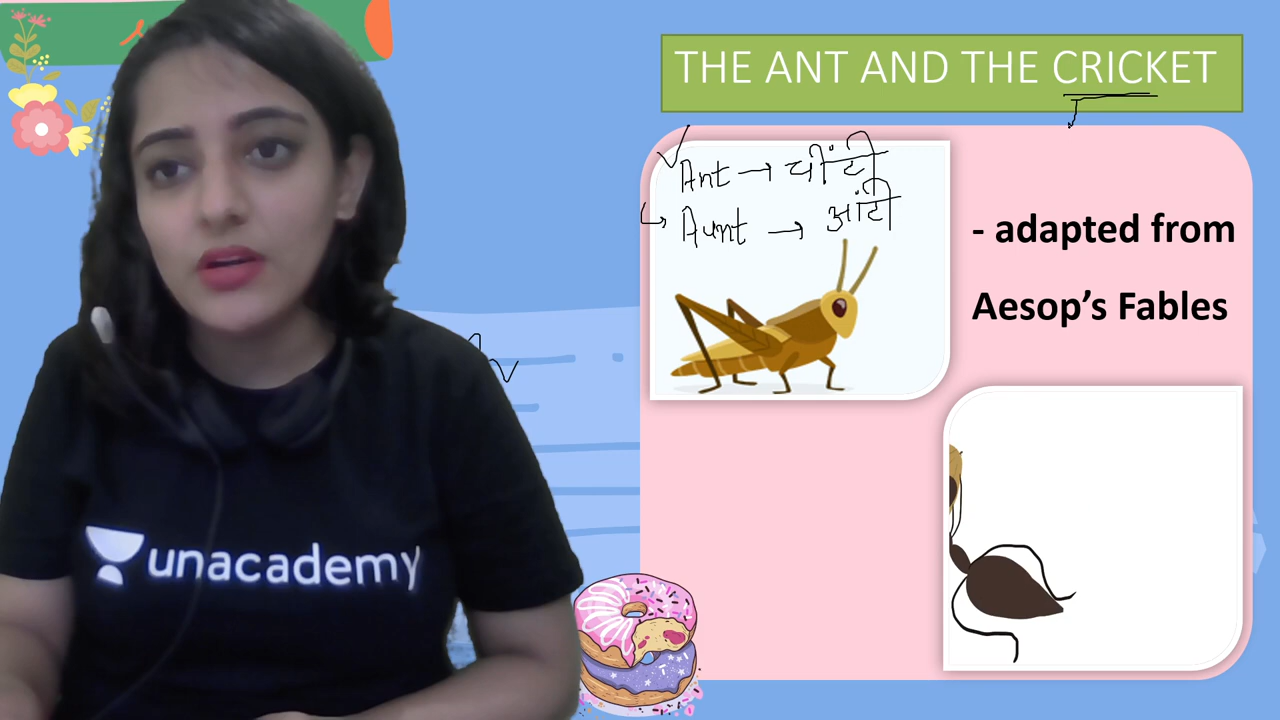 THE ANT AND THE CRICKET
Ant → चींटी
Aunt → आंटी
- adapted from
Aesop’s Fables
unacademy